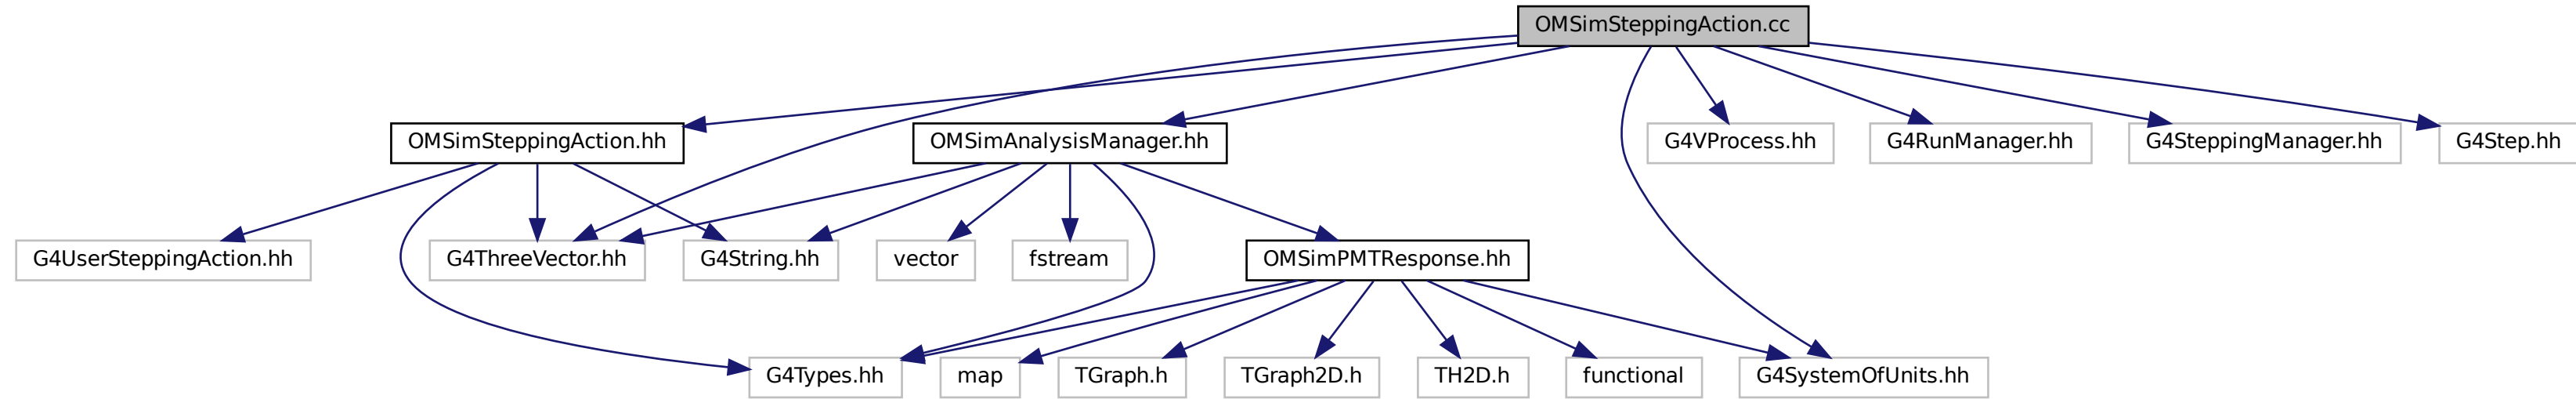 OMSimSteppingAction.cc
OMSimSteppingAction.hh
OMSimAnalysisManager.hh
G4VProcess.hh
G4RunManager.hh
G4SteppingManager.hh
G4Step.hh
G4UserSteppingAction.hh
G4ThreeVector.hh
G4String.hh
vector
fstream
OMSimPMTResponse.hh
G4Types.hh
map
TGraph.h
TGraph2D.h
TH2D.h
functional
G4SystemOfUnits.hh